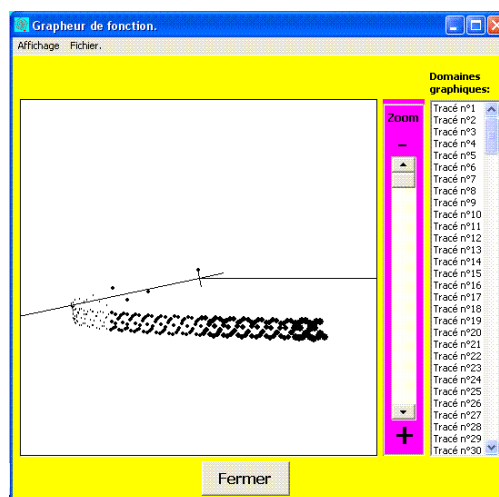 Grapheur de fonction.
Affichage Fichier.
Domaines
graphiques:
Zoom
-
+
Tracé n°1
Tracé n°2
Tracé n°3
Tracé n°4
Tracé n°5
Tracé n°6
Tracé n°7
Tracé n°8
Tracé n°9
Tracé n°10
Tracé n°11
Tracé n°12
Tracé n°13
Tracé n°14
Tracé n°15
Tracé n°16
Tracé n°17
Tracé n°18
Tracé n°19
Tracé n°20
Tracé n°21
Tracé n°22
Tracé n°23
Tracé n°24
Tracé n°25
Tracé n°26
Tracé n°27
Tracé n°28
Tracé n°29
Tracé n°30
Fermer